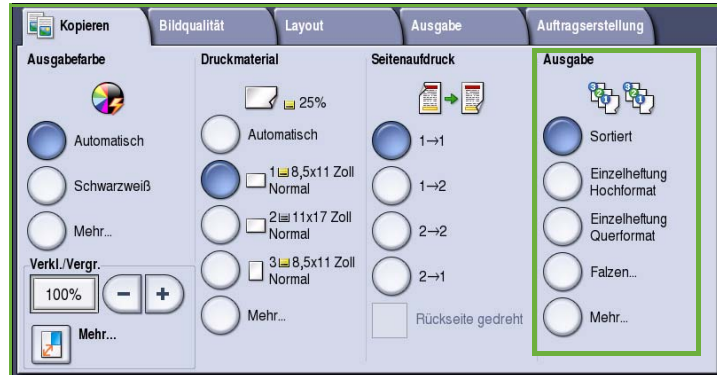 Kopieren
Bildqualität
Layout
Ausgabe
Auftragserstellung
Ausgabefarbe
Automatisch
Schwarzweiß
Mehr...
Verkl./Vergr.
100%
Mehr...
Druckmaterial
25%
Automatisch
1 8,5x11 Zoll
Normal
2 11x17 Zoll
Normal
3 8,5x11 Zoll
Normal
Mehr...
Seitenaufdruck
1→1
1→2
2→2
2→1
Rückseite gedreht
Ausgabe
Sortiert
Einzelheftung
Hochformat
Einzelheftung
Querformat
Falzen...
Mehr...